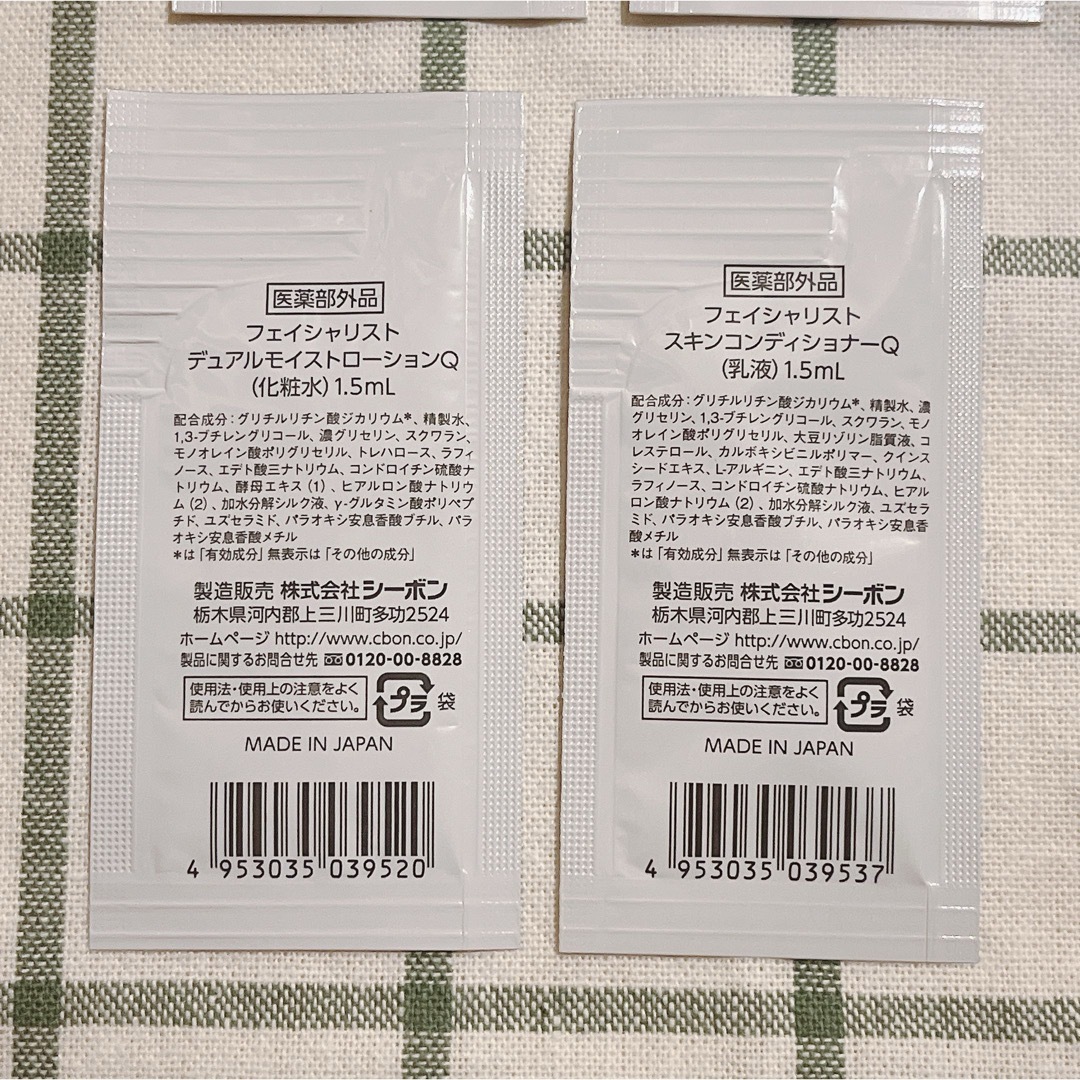 医薬部外品
フェイシャリスト
デュアルモイストローションQ
(化粧水) 1.5mL
配合成分:グリチルリチン酸ジカリウム*、精製水、
1,3-ブチレングリコール、濃グリセリン、スクワラン、モ
ノオレイン酸ポリグリセリル、トレハロース、ラフィ
ノース、エデト酸三ナトリウム、コンドロイチン硫酸ナ
トリウム、酵母エキス(1)、ヒアルロン酸ナトリウ
ム(2)、加水分解シルク液、γ-グルタミン酸ポリペプ
チド、ユズセラミド、パラオキシ安息香酸ブチル、パラ
オキシ安息香酸メチル
*は「有効成分」無表示は「その他の成分」
製造販売 株式会社シーボン
栃木県河内郡上三川町多功2524
ホームページ http://www.cbon.co.jp/
製品に関するお問合せ先 0120-00-8828
使用法・使用上の注意をよく
読んでからお使いください。
プラ
袋
MADE IN JAPAN
4 953035 039520
医薬部外品
フェイシャリスト
スキンコンディショナーQ
(乳液) 1.5mL
配合成分:グリチルリチン酸ジカリウム*、精製水、濃
グリセリン、1,3-ブチレングリコール、スクワラン、モノ
オレイン酸ポリグリセリル、大豆リゾリン脂質液、コ
レステロール、カルボキシビニルポリマー、クインス
シードエキス、L-アルギニン、エデト酸三ナトリウム、
ラフィノース、コンドロイチン硫酸ナトリウム、ヒアル
ロン酸ナトリウム(2)、加水分解シルク液、ユズセラ
ミド、パラオキシ安息香酸ブチル、パラオキシ安息香
酸メチル
*は「有効成分」無表示は「その他の成分」
製造販売 株式会社シーボン
栃木県河内郡上三川町多功2524
ホームページ http://www.cbon.co.jp/
製品に関するお問合せ先 0120-00-8828
使用法・使用上の注意をよく
読んでからお使いください。
プラ
袋
MADE IN JAPAN
4 953035 039537